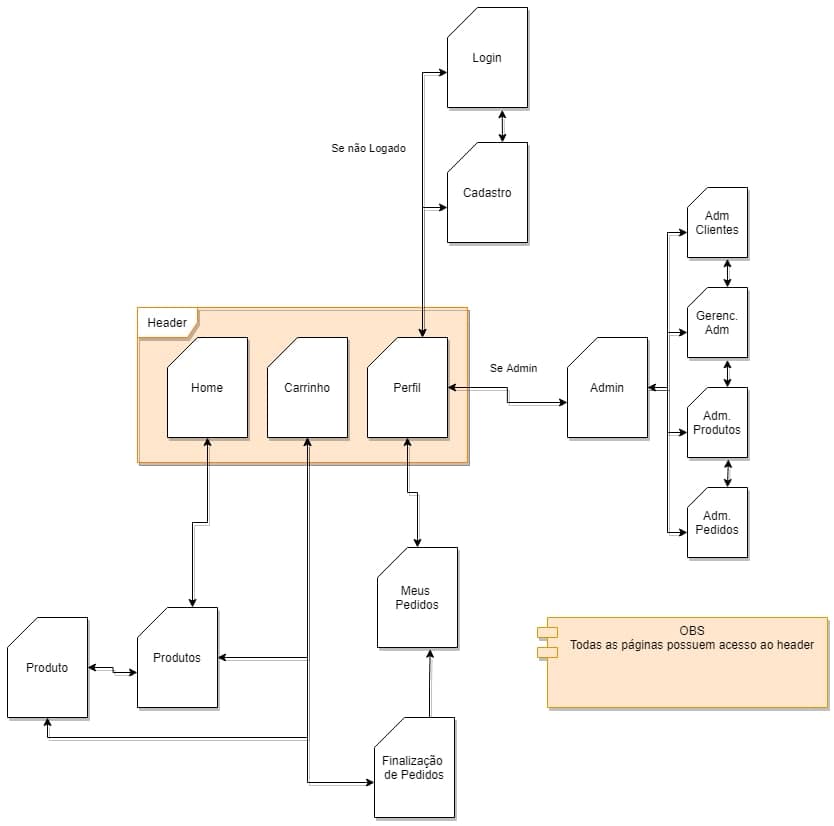 Login
Se não Logado
Cadastro
Adm
Clientes
Header
Gerenc.
Adm
Home
Carrinho
Perfil
Se Admin
Admin
Adm.
Produtos
Adm.
Pedidos
Meus
Pedidos
OBS
Todas as páginas possuem acesso ao header
Produto
Produtos
Finalização
de Pedidos